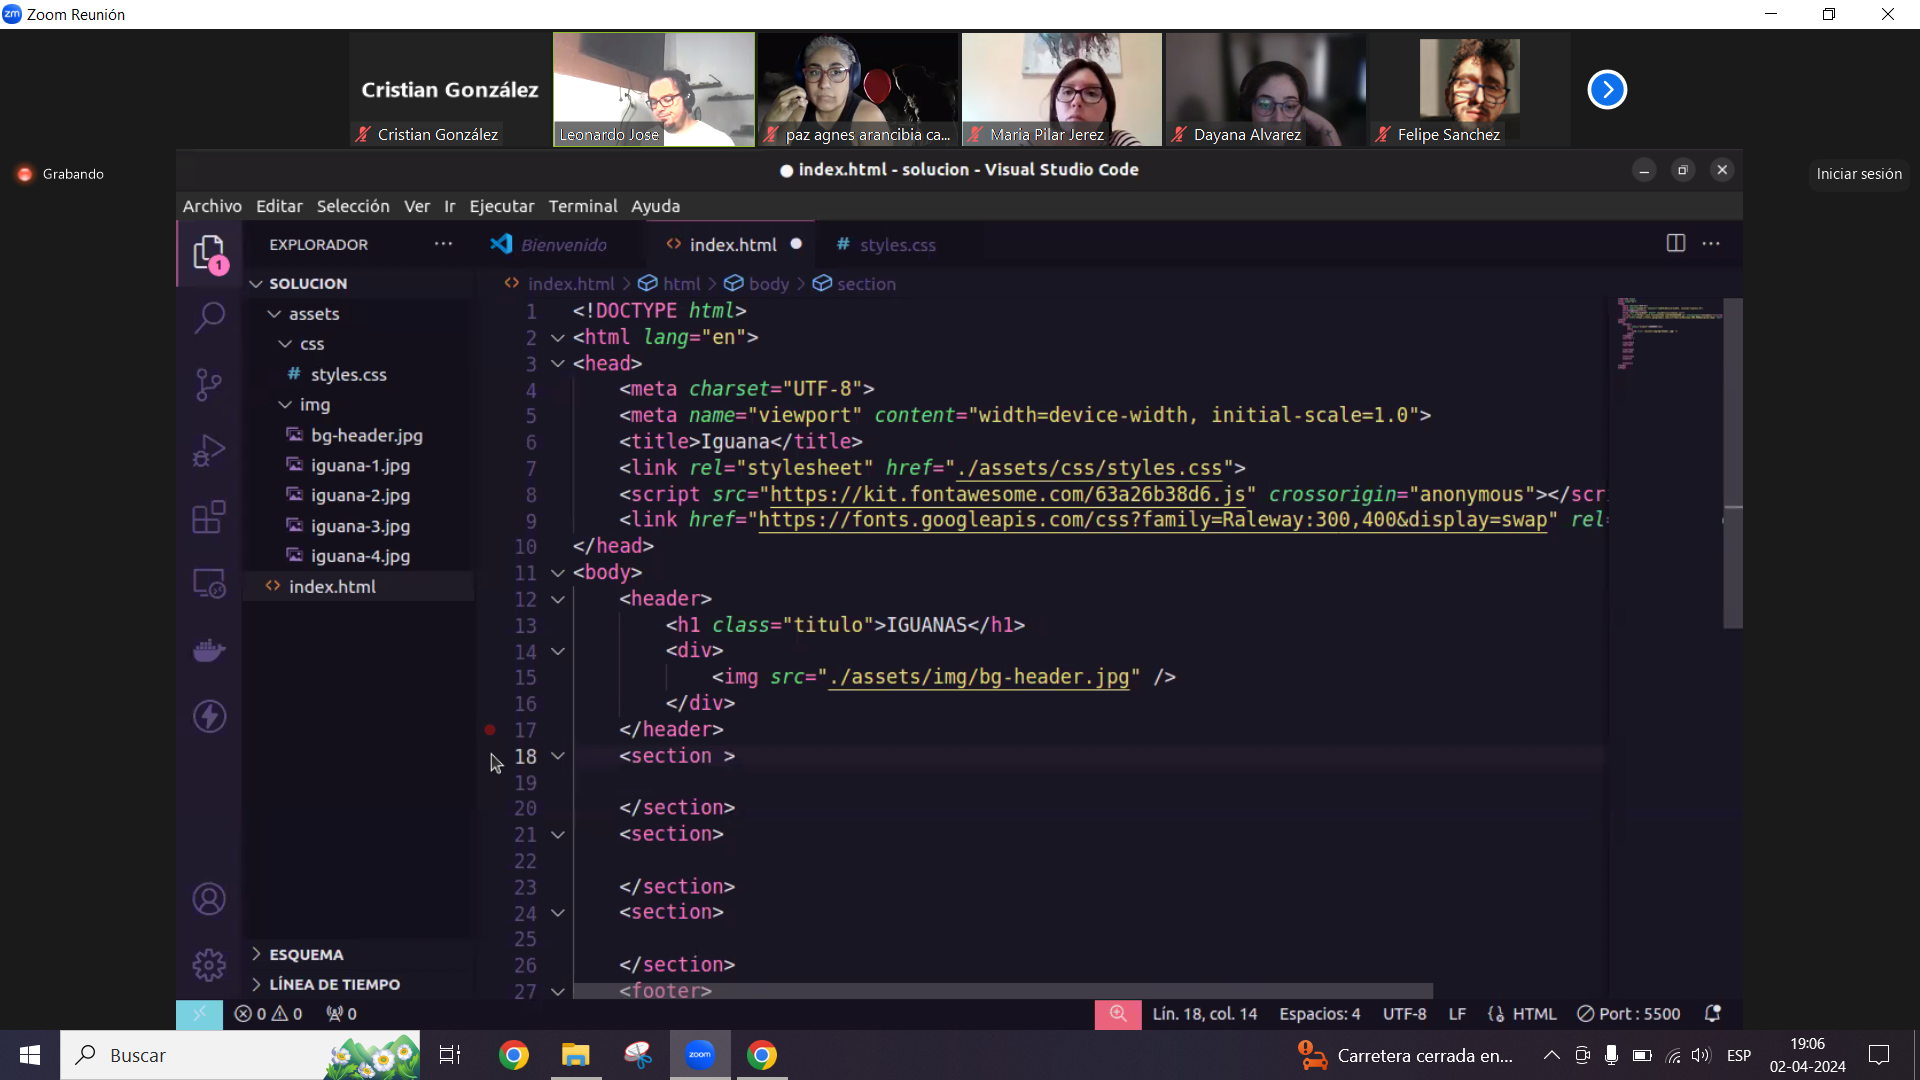 zm Zoom Reunión
Cristian González
Cristian González
Leonardo Jose
paz agnes arancibia ca...
Maria Pilar Jerez
Dayana Alvarez
Felipe Sanchez
Grabando
index.html - solucion - Visual Studio Code
Iniciar sesión
Archivo Editar Selección Ver Ir Ejecutar Terminal Ayuda
EXPLORADOR ...
Bienvenido
<> index.html
# styles.css
1
SOLUCION
assets
css
# styles.css
img
bg-header.jpg
iguana-1.jpg
iguana-2.jpg
iguana-3.jpg
iguana-4.jpg
<> index.html
ESQUEMA
LÍNEA DE TIEMPO
<> index.html > html > body > section
1 <!DOCTYPE html>
2 <html lang="en">
3 <head>
4 <meta charset="UTF-8">
5 <meta name="viewport" content="width=device-width, initial-scale=1.0">
6 <title>Iguana</title>
7 <link rel="stylesheet" href="./assets/css/styles.css">
8 <script src="https://kit.fontawesome.com/63a26b38d6.js" crossorigin="anonymous"></scr
9 <link href="https://fonts.googleapis.com/css?family=Raleway:300,400&display=swap" rel
10 </head>
11 <body>
12 <header>
13 <h1 class="titulo">IGUANAS</h1>
14 <div>
15 <img src="./assets/img/bg-header.jpg" />
16 </div>
17 </header>
18 <section >
19
20 </section>
21 <section>
22
23 </section>
24 <section>
25
26 </section>
27 <footer>
0 0 0
Lín. 18, col. 14 Espacios: 4 UTF-8 LF {} HTML Port : 5500
Buscar
zoom
Carretera cerrada en...
ESP
19:06
02-04-2024